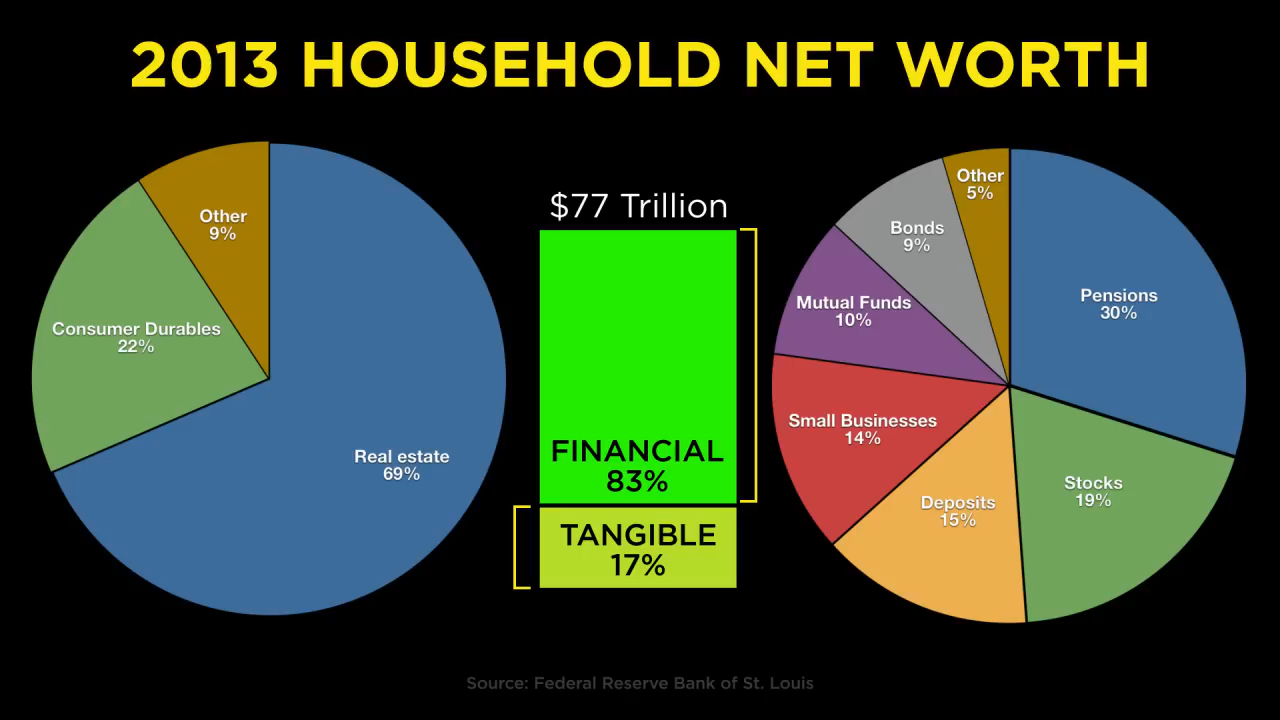 2013 HOUSEHOLD NET WORTH
Other
9%
Consumer Durables
22%
Real estate
69%
$77 Trillion
FINANCIAL
83%
TANGIBLE
17%
Other
5%
Bonds
9%
Mutual Funds
10%
Small Businesses
14%
Deposits
15%
Stocks
19%
Pensions
30%
Source: Federal Reserve Bank of St. Louis